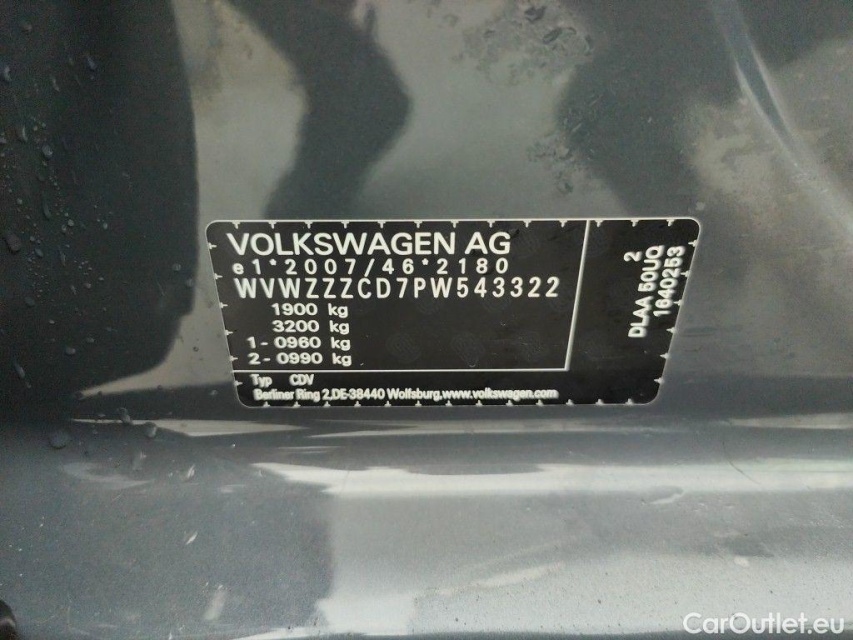 VOLKSWAGEN AG
e1*2007/46*2180
WVWZZZCD7PW543322
1900 kg
3200 kg
1- 0960 kg
2- 0990 kg
Typ CDV
Berliner Ring 2,DE-38440 Wolfsburg,www.volkswagen.com
2
DLAA 50UQ
1640253
CarOutlet.eu